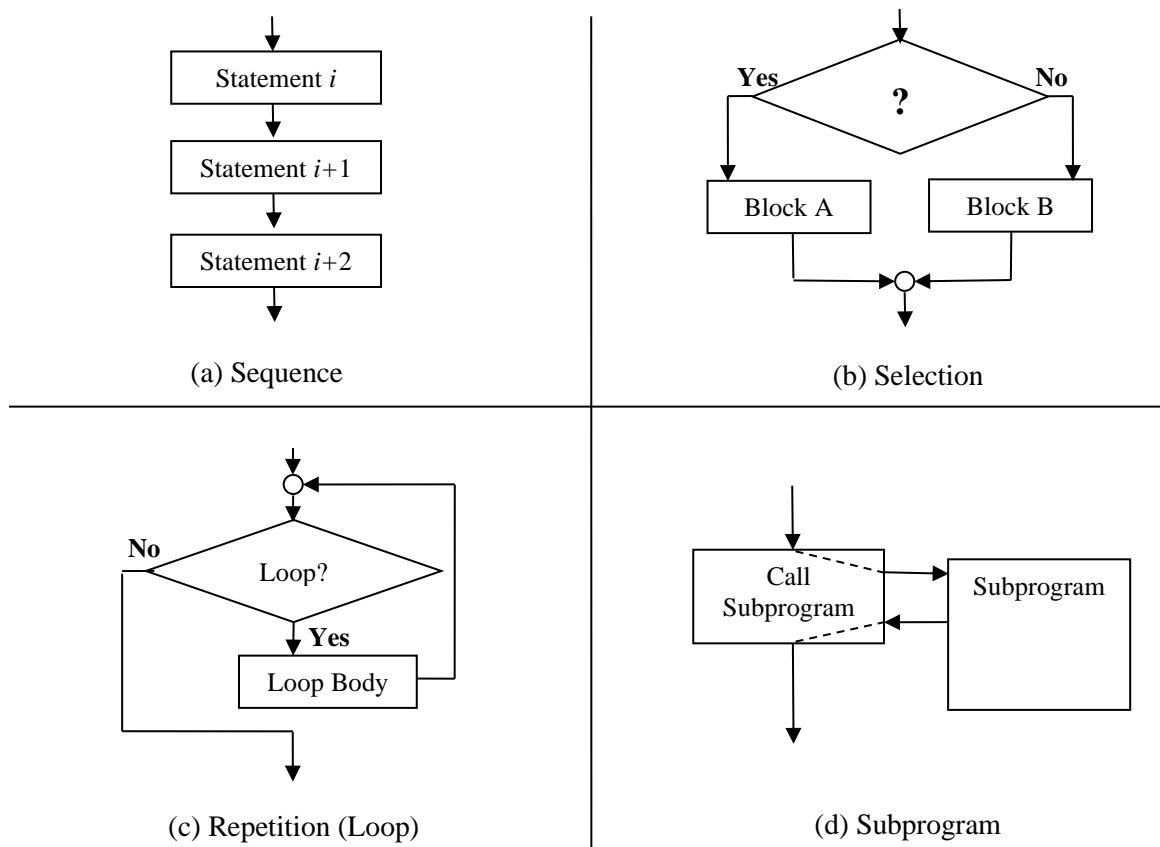 Statement i
Statement i+1
Statement i+2
(a) Sequence
Yes
No
?
Block A
Block B
(b) Selection
No
Loop?
Yes
Loop Body
(c) Repetition (Loop)
Call
Subprogram
Subprogram
(d) Subprogram